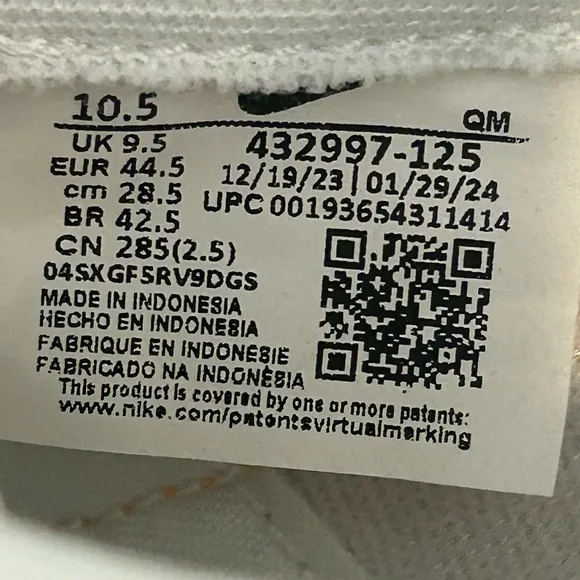 10.5
QM
UK 9.5
EUR 44.5
cm 28.5
BR 42.5
CN 285(2.5)
432997-125
12/19/23 | 01/29/24
UPC 00193654311414
04SXGF5RV9DGS
MADE IN INDONESIA
HECHO EN INDONESIA
FABRIQUE EN INDONESIE
FABRICADO NA INDONÉSIA
This product is covered by one or more patents:
www.nike.com/patentsvirtualmarking